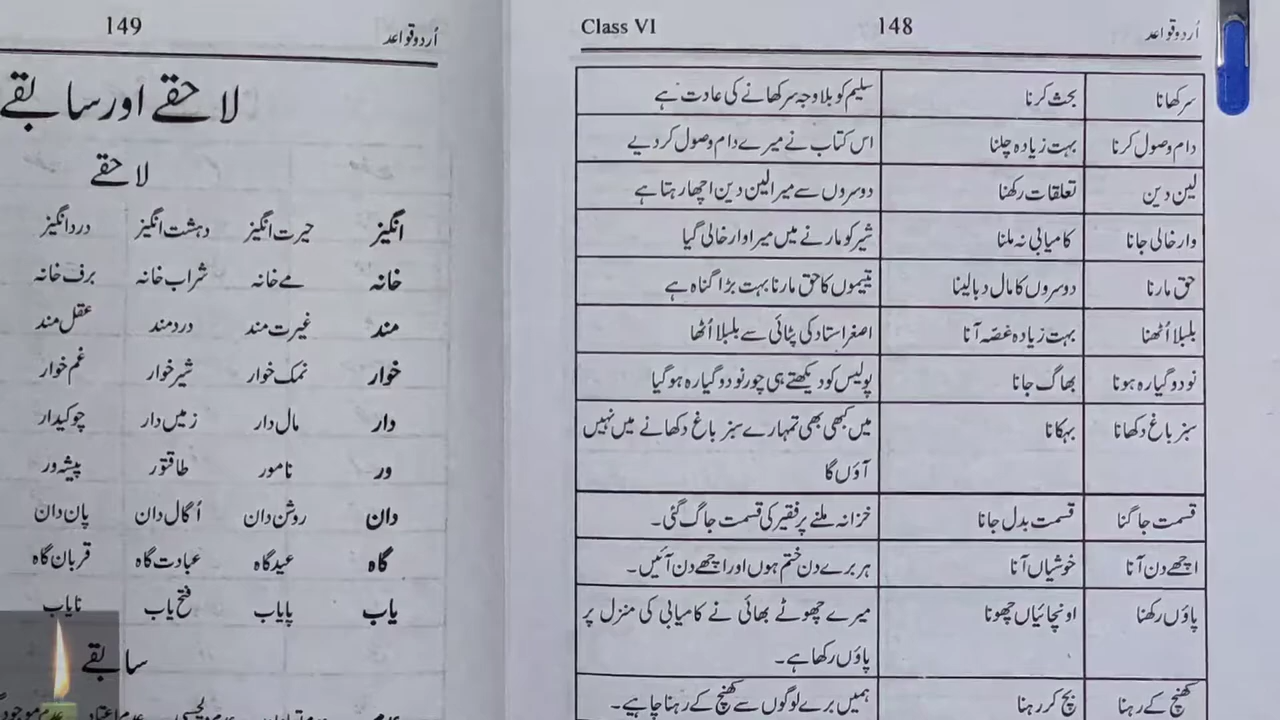 اُردو قواعد 148 Class VI
سر کھانا بحث کرنا سلیم کو بلا وجہ سر کھانے کی عادت ہے
دام وصول کرنا بہت زیادہ چلنا اس کتاب نے میرے دام وصول کر دیے
لین دین تعلقات رکھنا دوسروں سے میرا لین دین اچھا رہتا ہے
وار خالی جانا کامیابی نہ ملنا شیر کو مارنے میں میرا وار خالی گیا
حق مارنا دوسروں کا مال دبا لینا یتیموں کا حق مارنا بہت بڑا گناہ ہے
بلبلا اُٹھنا بہت زیادہ غصّہ آنا اصغر استاد کی پٹائی سے بلبلا اُٹھا
نو دو گیارہ ہونا بھاگ جانا پولیس کو دیکھتے ہی چور نو دو گیارہ ہو گیا
سبز باغ دکھانا بہکانا میں کبھی بھی تمہارے سبز باغ دکھانے میں نہیں
آؤں گا
قسمت جاگنا قسمت بدل جانا خزانہ ملنے پر فقیر کی قسمت جاگ گئی۔
اچھے دن آنا خوشیاں آنا ہر برے دن ختم ہوں اور اچھے دن آئیں۔
پاؤں رکھنا اونچائیاں چھونا میرے چھوٹے بھائی نے کامیابی کی منزل پر
پاؤں رکھا ہے۔
کھنچ کے رہنا بچ کر رہنا ہمیں برے لوگوں سے کھنچ کے رہنا چاہیے۔
اُردو قواعد 149
لاحقے اور سابقے
لاحقے
انگیز حیرت انگیز دہشت انگیز درد انگیز
خانہ مے خانہ شراب خانہ برف خانہ
مند غیرت مند درد مند عقل مند
خوار نمک خوار شیر خوار غم خوار
دار مال دار زمیں دار چوکیدار
ور نامور طاقتور پیشہ ور
دان روشن دان اُگال دان پان دان
گاہ عید گاہ عبادت گاہ قربان گاہ
یاب پایاب فتح یاب نایاب
سابقے